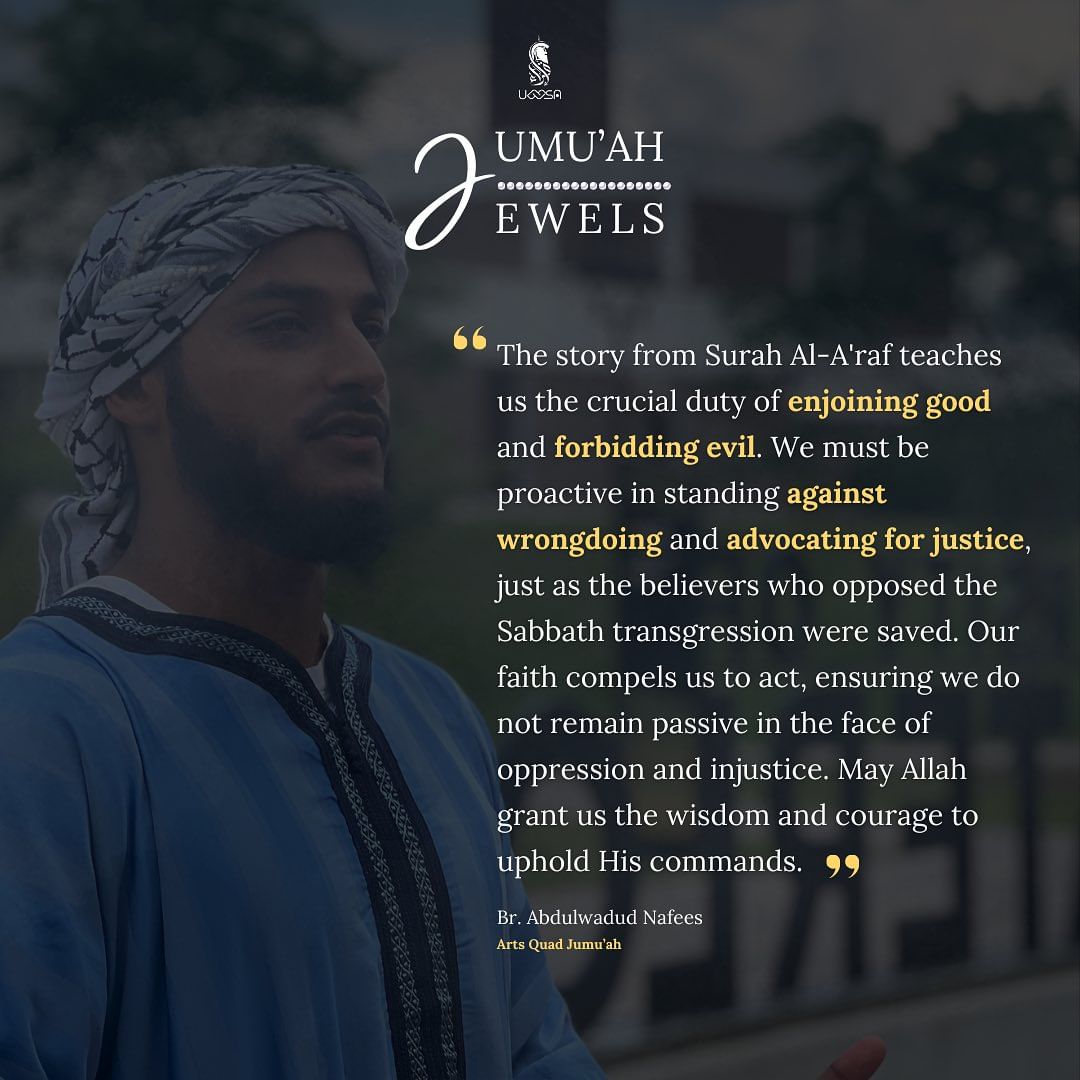 UMU’AH
J
EWELS
“ The story from Surah Al-A'raf teaches
us the crucial duty of enjoining good
and forbidding evil. We must be
proactive in standing against
wrongdoing and advocating for justice,
just as the believers who opposed the
Sabbath transgression were saved. Our
faith compels us to act, ensuring we do
not remain passive in the face of
oppression and injustice. May Allah
grant us the wisdom and courage to
uphold His commands. ”
Br. Abdulwadud Nafees
Arts Quad Jumu’ah